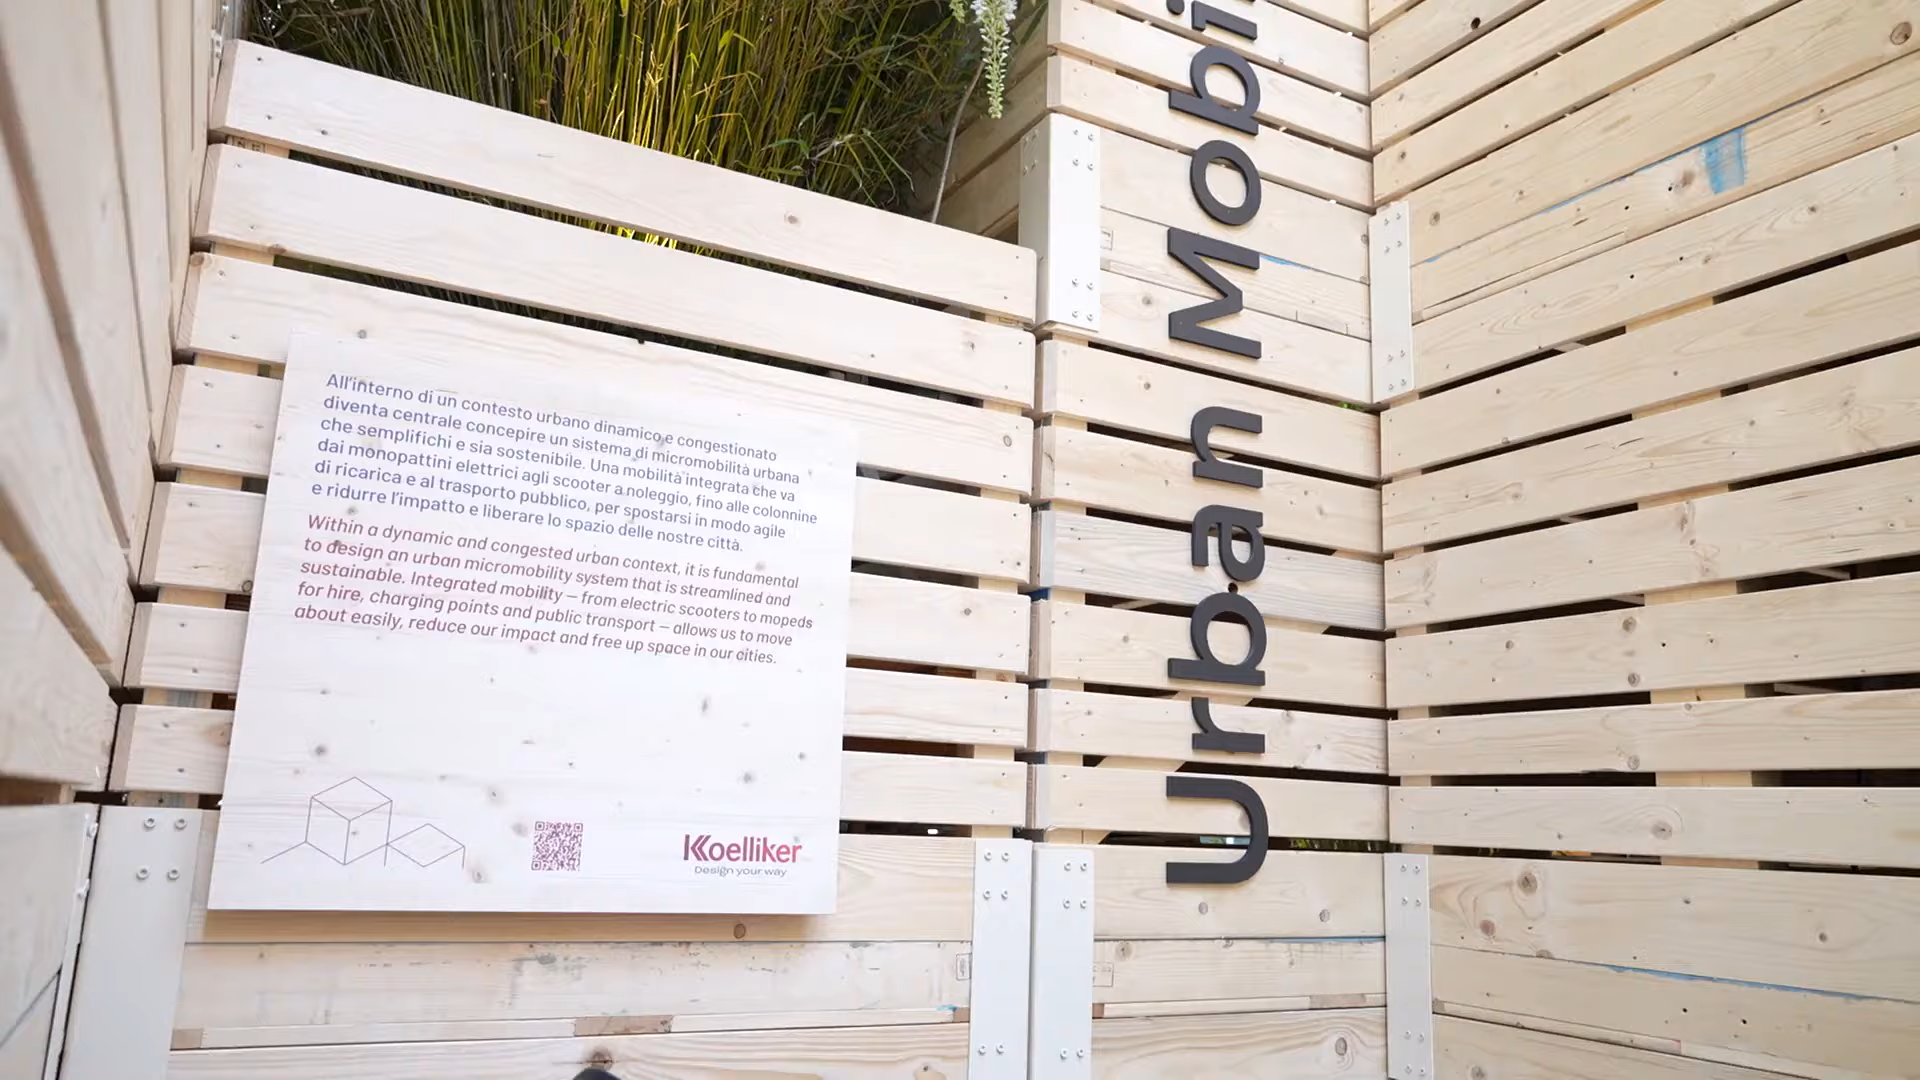 All'interno di un contesto urbano dinamico e congestionato
diventa centrale concepire un sistema di micromobilità urbana
che semplifichi e sia sostenibile. Una mobilità integrata che va
dai monopattini elettrici agli scooter a noleggio, fino alle colonnine
di ricarica e al trasporto pubblico, per spostarsi in modo agile
e ridurre l'impatto e liberare lo spazio delle nostre città.
Within a dynamic and congested urban context, it is fundamental
to design an urban micromobility system that is streamlined and
sustainable. Integrated mobility – from electric scooters to mopeds
for hire, charging points and public transport – allows us to move
about easily, reduce our impact and free up space in our cities.
Koelliker
Design your way
Urban Mobi